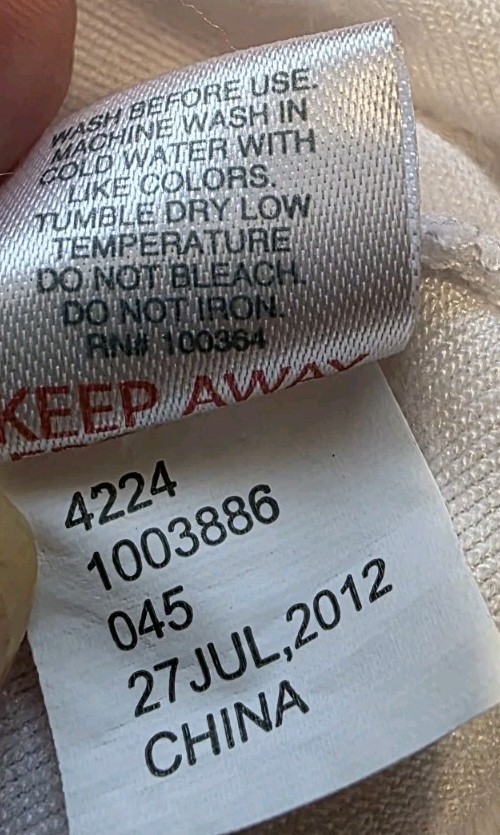 WASH BEFORE USE.
MACHINE WASH IN
COLD WATER WITH
LIKE COLORS.
TUMBLE DRY LOW
TEMPERATURE
DO NOT BLEACH.
DO NOT IRON.
RN# 100364
KEEP AWAY
4224
1003886
045
27JUL,2012
CHINA